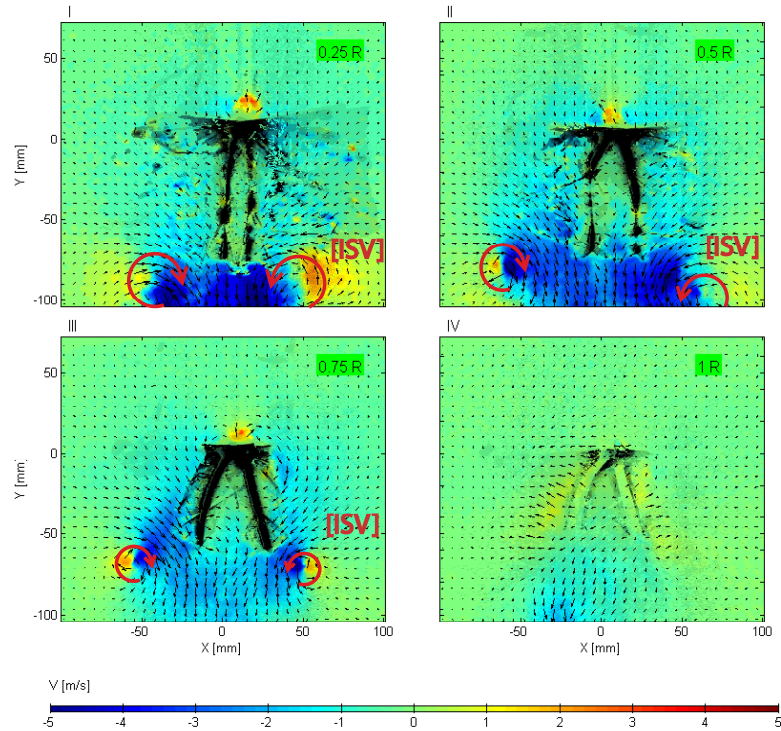 I
II
0.25 R
0.5 R
50
0
-50
-100
Y [mm]
[ISV]
[ISV]
III
IV
0.75 R
1 R
50
0
-50
-100
Y [mm]
[ISV]
-50 0 50 100
X [mm]
-50 0 50 100
X [mm]
V [m/s]
-5 -4 -3 -2 -1 0 1 2 3 4 5